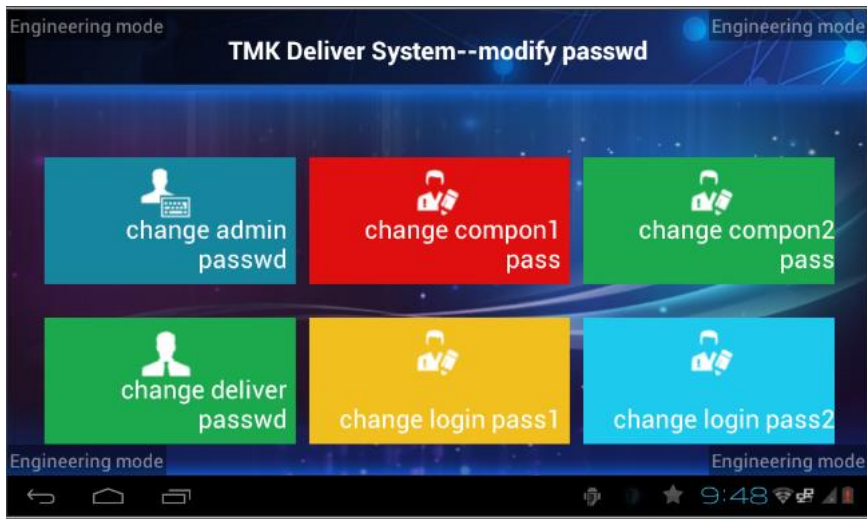 Engineering mode
Engineering mode
TMK Deliver System--modify passwd
change admin
passwd
change compon1
pass
change compon2
pass
change deliver
passwd
change login pass1
change login pass2
Engineering mode
Engineering mode
9:48